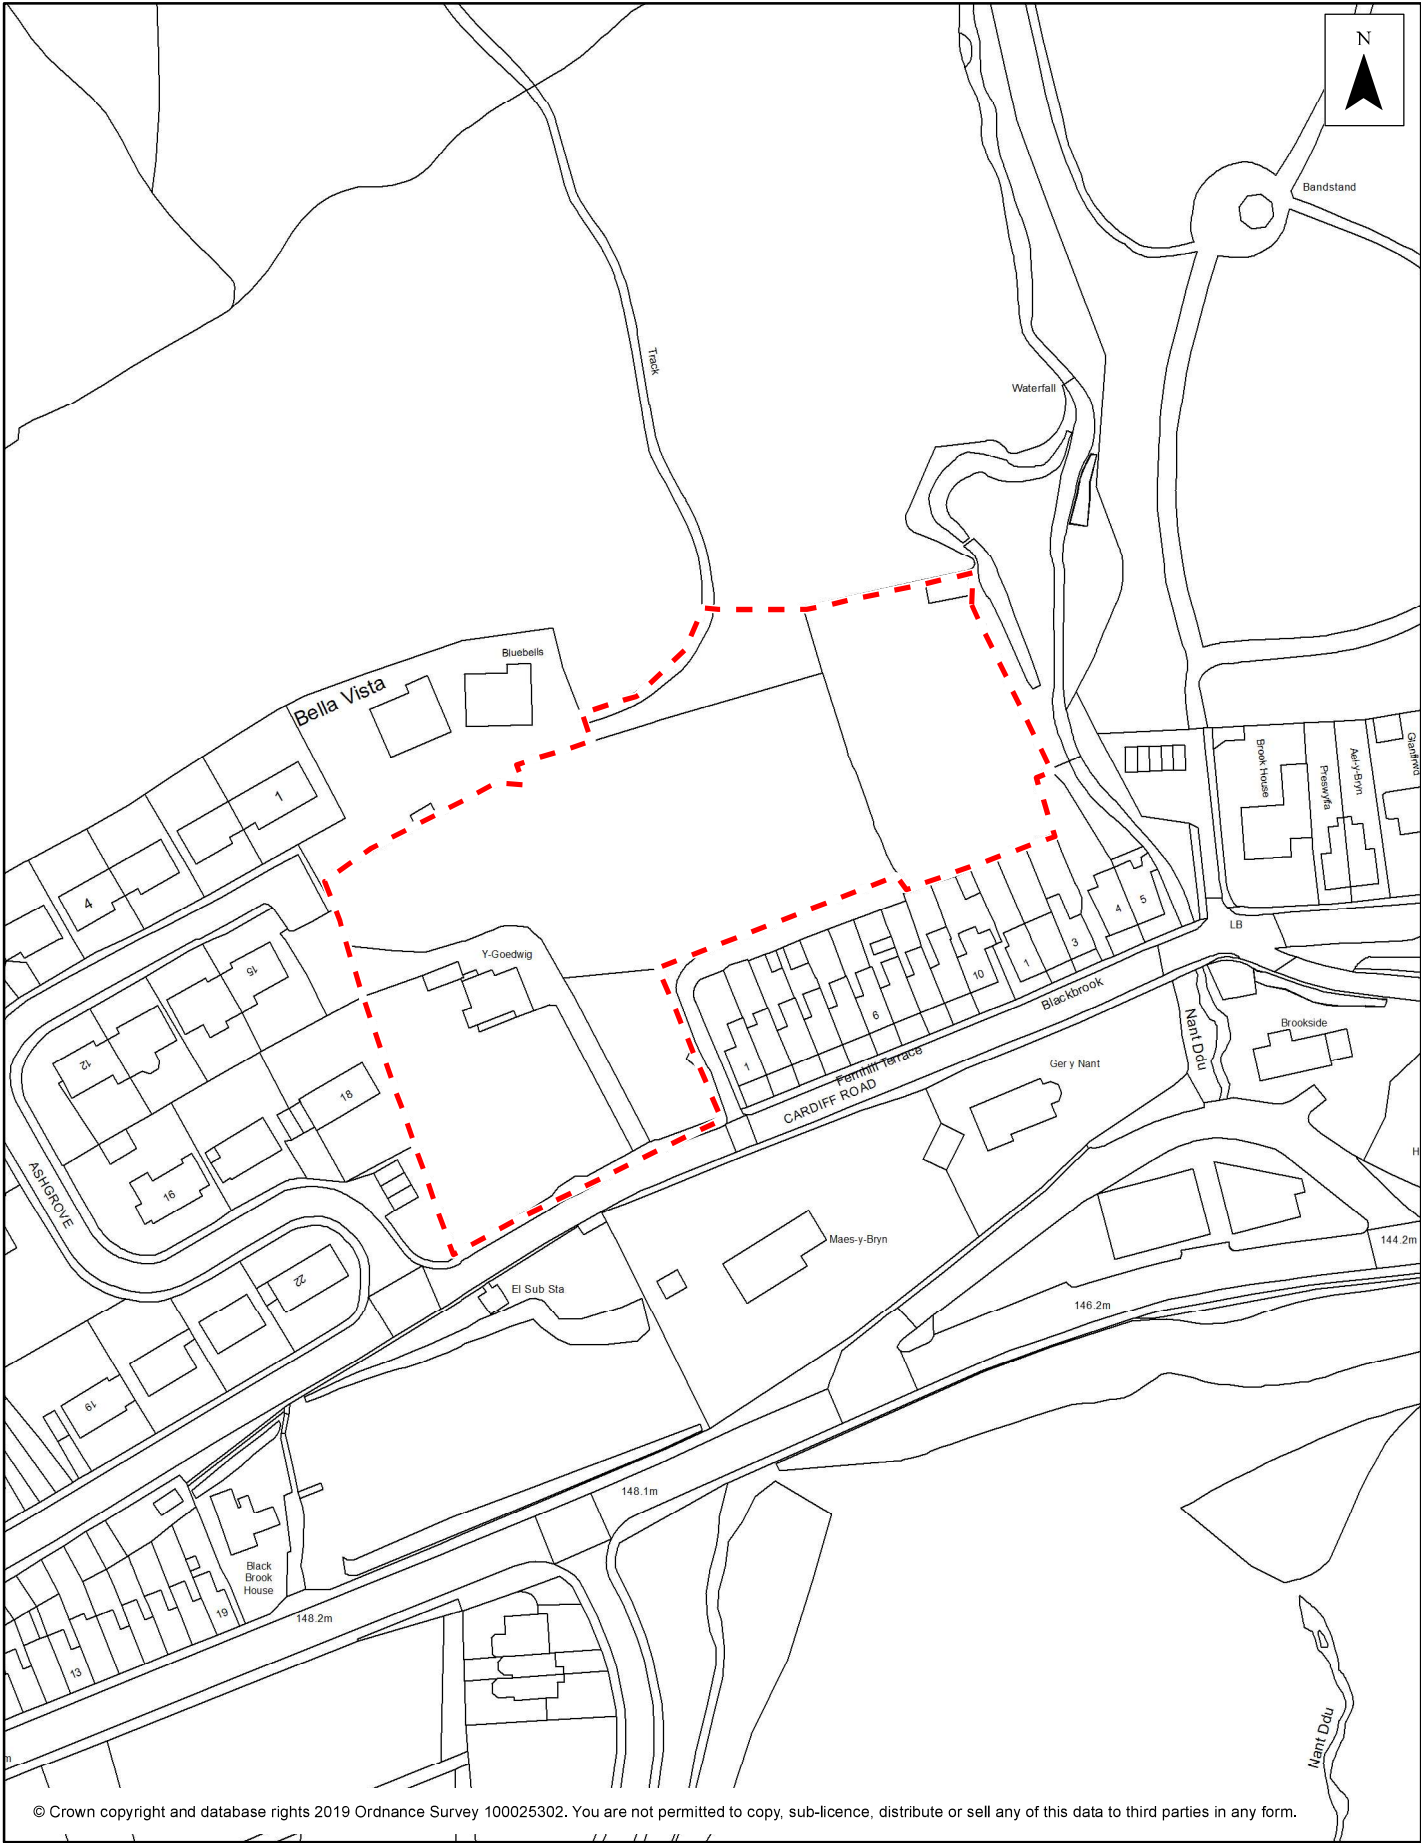 N
Bandstand
Track
Waterfall
Bluebells
Bella Vista
1
4
Brook House
Preswylfa
Ael-y-Bryn
LB
Y-Goedwig
15
12
18
16
ASHGROVE
22
19
4
5
3
1
10
6
1
Blackbrook
Fernhill Terrace
CARDIFF ROAD
Nant Ddu
Brookside
Ger y Nant
Maes-y-Bryn
El Sub Sta
H
144.2m
146.2m
148.1m
Black
Brook
House
19
148.2m
13
m
Nant Ddu
© Crown copyright and database rights 2019 Ordnance Survey 100025302. You are not permitted to copy, sub-licence, distribute or sell any of this data to third parties in any form.